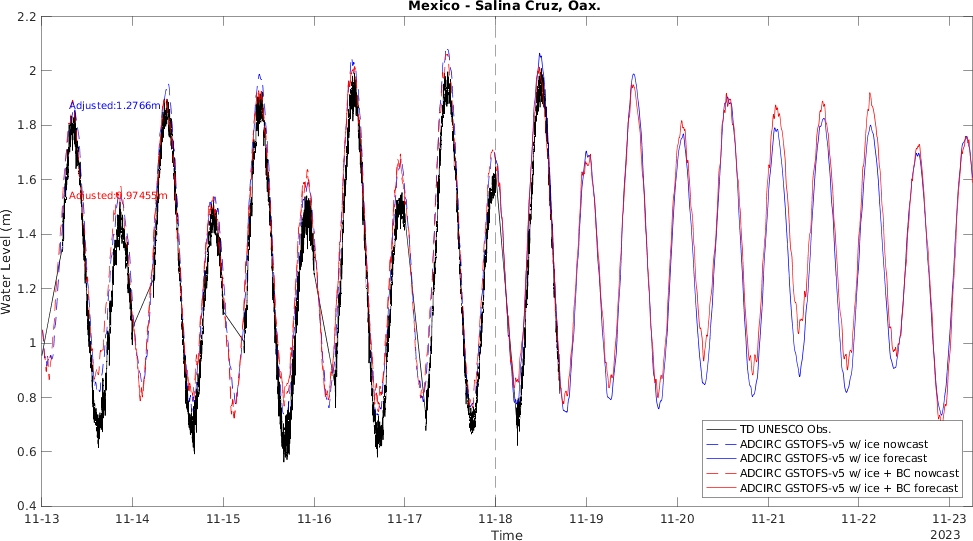 Mexico - Salina Cruz, Oax.
2.2
2
1.8
1.6
1.4
1.2
1
0.8
0.6
0.4
Water Level (m)
Adjusted:1.2766m
Adjusted:0.97455m
TD UNESCO Obs.
ADCIRC GSTOFS-v5 w/ ice nowcast
ADCIRC GSTOFS-v5 w/ ice forecast
ADCIRC GSTOFS-v5 w/ ice + BC nowcast
ADCIRC GSTOFS-v5 w/ ice + BC forecast
11-13 11-14 11-15 11-16 11-17 11-18 11-19 11-20 11-21 11-22 11-23
2023
Time